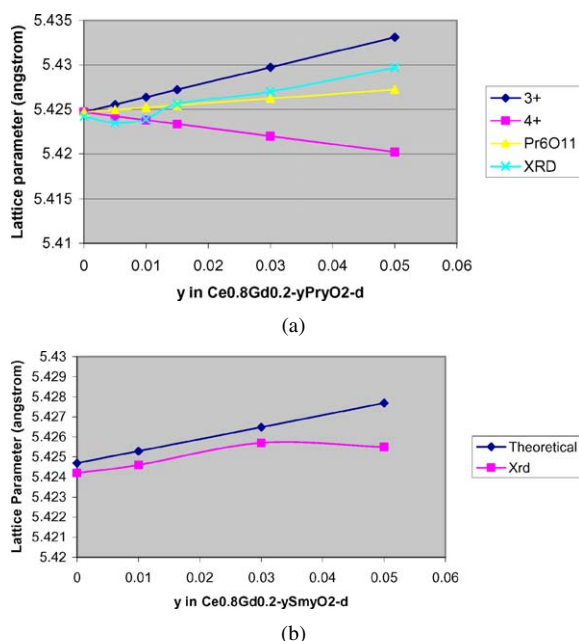 5.435
5.43
5.425
5.42
5.415
5.41
Lattice parameter (angstrom)
0 0.01 0.02 0.03 0.04 0.05 0.06
y in Ce0.8Gd0.2-yPryO2-d
3+
4+
Pr6O11
XRD
(a)
5.43
5.429
5.428
5.427
5.426
5.425
5.424
5.423
5.422
5.421
5.42
Lattice Parameter (angstrom)
0 0.01 0.02 0.03 0.04 0.05 0.06
y in Ce0.8Gd0.2-ySmyO2-d
Theoretical
Xrd
(b)